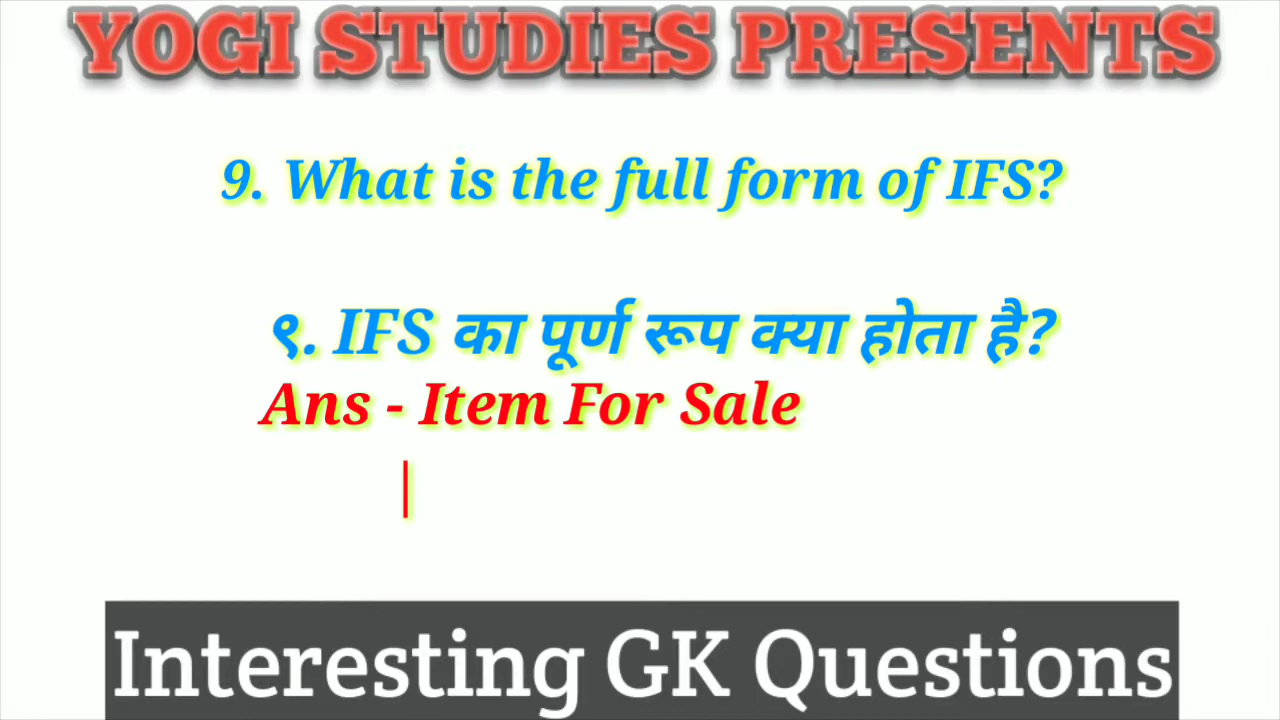 YOGI STUDIES PRESENTS
9. What is the full form of IFS?
९. IFS का पूर्ण रूप क्या होता है?
Ans - Item For Sale
Interesting GK Questions